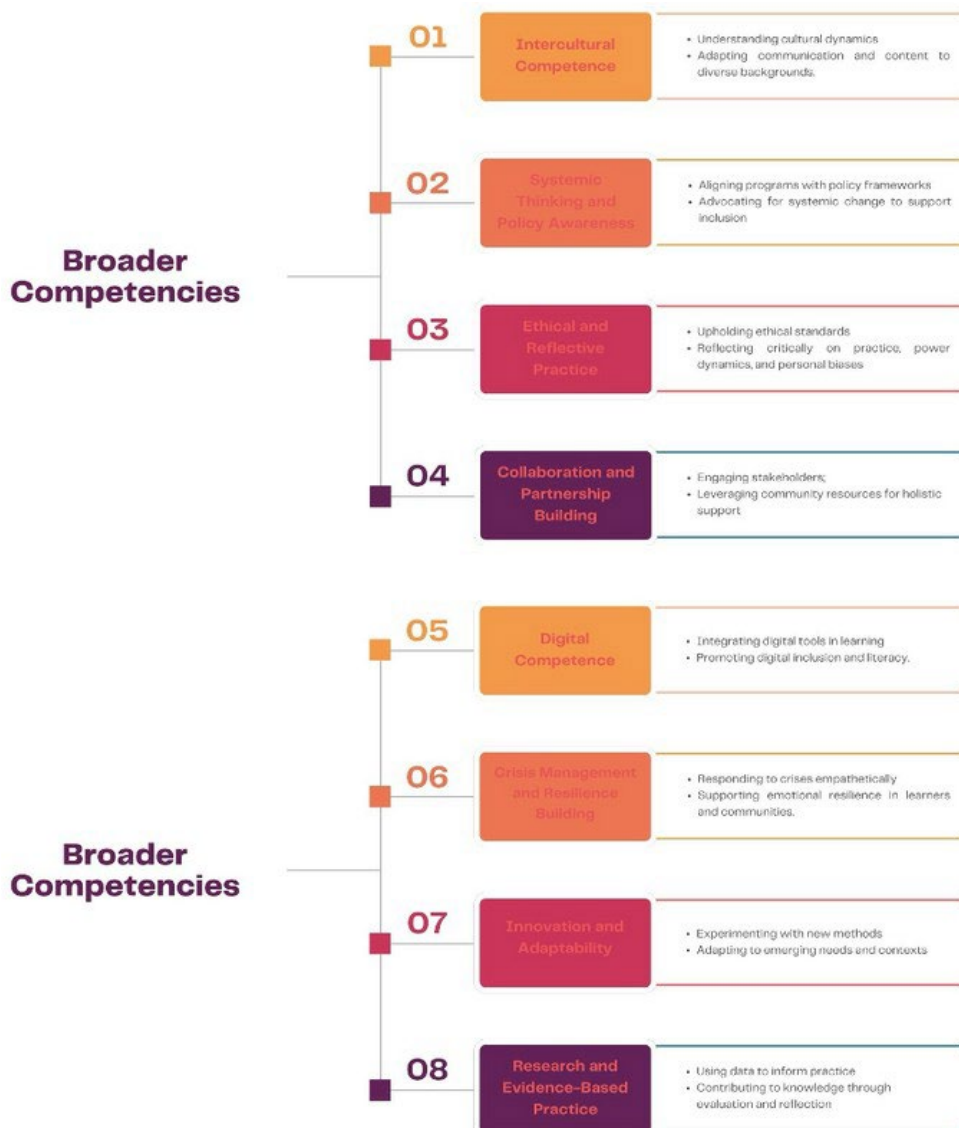 Broader
Competencies
01
Intercultural
Competence
• Understanding cultural dynamics
• Adapting communication and content to
diverse backgrounds.
02
Systemic
Thinking and
Policy Awareness
• Aligning programs with policy frameworks
• Advocating for systemic change to support
inclusion
03
Ethical and
Reflective
Practice
• Upholding ethical standards
• Reflecting critically on practice, power
dynamics, and personal biases
04
Collaboration and
Partnership
Building
• Engaging stakeholders;
• Leveraging community resources for holistic
support
Broader
Competencies
05
Digital
Competence
• Integrating digital tools in learning
• Promoting digital inclusion and literacy.
06
Crisis Management
and Resilience
Building
• Responding to crises empathetically
• Supporting emotional resilience in learners
and communities.
07
Innovation and
Adaptability
• Experimenting with new methods
• Adapting to emerging needs and contexts
08
Research and
Evidence-Based
Practice
• Using data to inform practice
• Contributing to knowledge through
evaluation and reflection